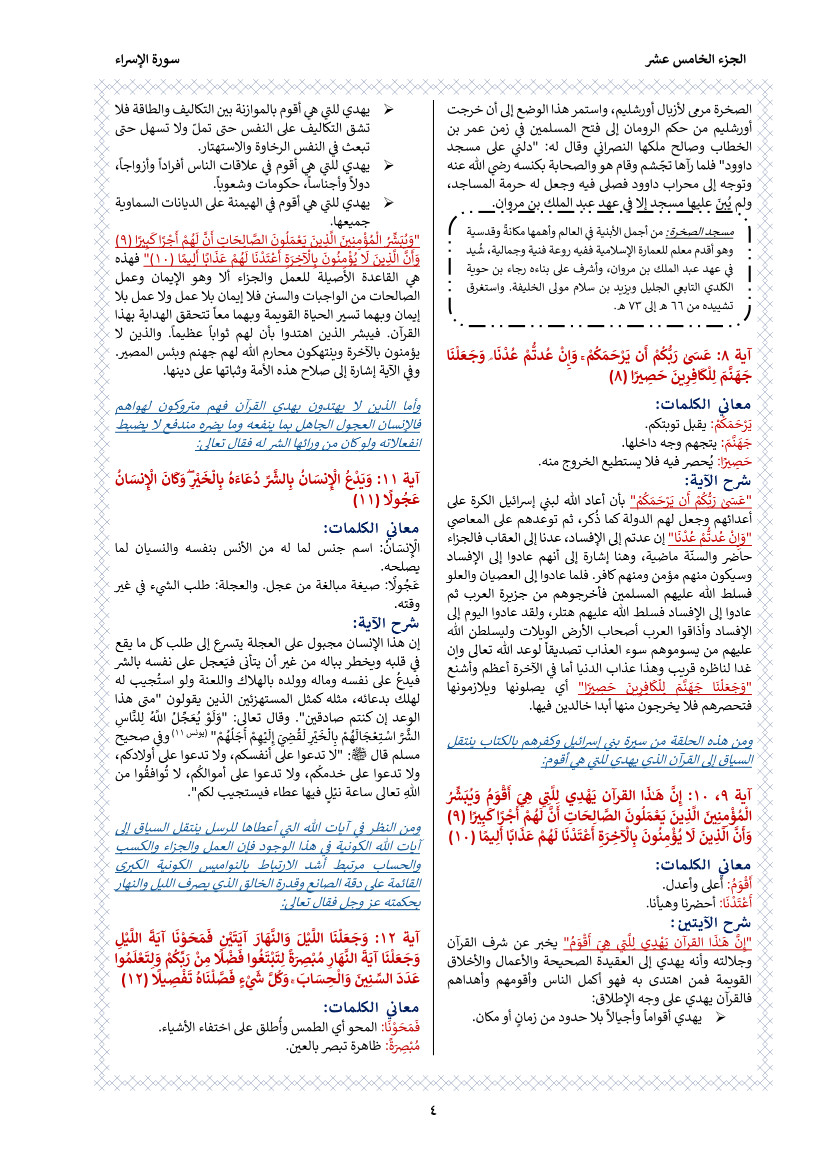 الجزء الخامس عشر
سورة الإسراء
الصخرة مرمى لأزبال أورشليم، واستمر هذا الوضع إلى أن خرجت
أورشليم من حكم الرومان إلى فتح المسلمين في زمن عمر بن
الخطاب وصالح ملكها النصراني وقال له: "دلني على مسجد
داوود" فلما رآها تجَشم وقام هو والصحابة بكنسه رضي الله عنه
وتوجه إلى محراب داوود فصلى فيه وجعل له حرمة المساجد،
ولم يُبنَ عليها مسجد إلا في عهد عبد الملك بن مروان.
مسجد الصخرة: من أجمل الأبنية في العالم وأهمها مكانةً وقدسية
وهو أقدم معلم للعمارة الإسلامية ففيه روعة فنية وجمالية، شُيد
في عهد عبد الملك بن مروان، وأشرف على بناءه رجاء بن حوية
الكلدي التابعي الجليل ويزيد بن سلام مولى الخليفة. واستغرق
تشييده من ٦٦ هـ إلى ٧٣ هـ.
آية ٨: عَسَىٰ رَبُّكُمْ أَن يَرْحَمَكُمْ ۚ وَإِنْ عُدتُّمْ عُدْنَا ۘ وَجَعَلْنَا
جَهَنَّمَ لِلْكَافِرِينَ حَصِيرًا (٨)
معاني الكلمات:
يَرْحَمَكُمْ: يقبل توبتكم.
جَهَنَّمَ: يتجهم وجه داخلها.
حَصِيرًا: يُحصر فيه فلا يستطيع الخروج منه.
شرح الآية:
"عَسَىٰ رَبُّكُمْ أَن يَرْحَمَكُمْ" بأن أعاد الله لبني إسرائيل الكرة على
أعدائهم وجعل لهم الدولة كما ذُكر، ثم توعدهم على المعاصي
"وَإِنْ عُدتُّمْ عُدْنَا" إن عدتم إلى الإفساد، عدنا إلى العقاب فالجزاء
حاضر والسنّة ماضية، وهنا إشارة إلى أنهم عادوا إلى الإفساد
وسيكون منهم مؤمن ومنهم كافر. فلما عادوا إلى العصيان والعلو
فسلط الله عليهم المسلمين فأخرجوهم من جزيرة العرب ثم
عادوا إلى الإفساد فسلط الله عليهم هتلر، ولقد عادوا اليوم إلى
الإفساد وأذاقوا العرب أصحاب الأرض الويلات وليسلطن الله
عليهم من يسوموهم سوء العذاب تصديقاً لوعد الله تعالى وإن
غدا لناظره قريب وهذا عذاب الدنيا أما في الآخرة أعظم وأشنع
"وَجَعَلْنَا جَهَنَّمَ لِلْكَافِرِينَ حَصِيرًا" أي يصلونها ويلازمونها
فتحصرهم فلا يخرجون منها أبدا خالدين فيها.
ومن هذه الحلقة من سيرة بني إسرائيل وكفرهم بالكتاب ينتقل
السياق إلى القرآن الذي يهدي للتي هي أقوم:
آية ٩، ١٠: إِنَّ هَـٰذَا القرآن يَهْدِي لِلَّتِي هِيَ أَقْوَمُ وَيُبَشِّرُ
الْمُؤْمِنِينَ الَّذِينَ يَعْمَلُونَ الصَّالِحَاتِ أَنَّ لَهُمْ أَجْرًا كَبِيرًا (٩)
وَأَنَّ الَّذِينَ لَا يُؤْمِنُونَ بِالْآخِرَةِ أَعْتَدْنَا لَهُمْ عَذَابًا أَلِيمًا (١٠)
معاني الكلمات:
أَقْوَمُ: أعلى وأعدل.
أَعْتَدْنَا: أحضرنا وهيأنا.
شرح الآيتين:
"إِنَّ هَـٰذَا القرآن يَهْدِي لِلَّتِي هِيَ أَقْوَمُ" يخبر عن شرف القرآن
وجلالته وأنه يهدي إلى العقيدة الصحيحة والأعمال والأخلاق
القويمة فمن اهتدى به فهو أكمل الناس وأقومهم وأهداهم
فالقرآن يهدي على وجه الإطلاق:
➢ يهدي أقواماً وأجيالاً بلا حدود من زمانٍ أو مكان.
➢ يهدي للتي هي أقوم بالموازنة بين التكاليف والطاقة فلا
تشق التكاليف على النفس حتى تملّ ولا تسهل حتى
تبعث في النفس الرخاوة والاستهتار.
➢ يهدي للتي هي أقوم في علاقات الناس أفراداً وأزواجاً،
دولاً وأجناساً، حكومات وشعوباً.
➢ يهدي للتي هي أقوم في الهيمنة على الديانات السماوية
جميعها.
"وَيُبَشِّرُ الْمُؤْمِنِينَ الَّذِينَ يَعْمَلُونَ الصَّالِحَاتِ أَنَّ لَهُمْ أَجْرًا كَبِيرًا (٩)
وَأَنَّ الَّذِينَ لَا يُؤْمِنُونَ بِالْآخِرَةِ أَعْتَدْنَا لَهُمْ عَذَابًا أَلِيمًا (١٠)" فهذه
هي القاعدة الأصيلة للعمل والجزاء ألا وهو الإيمان وعمل
الصالحات من الواجبات والسنن فلا إيمان بلا عمل ولا عمل بلا
إيمان وبهما تسير الحياة القويمة وبهما معاً تتحقق الهداية بهذا
القرآن. فيبشر الذين اهتدوا بأن لهم ثواباً عظيماً. والذين لا
يؤمنون بالآخرة وينتهكون محارم الله لهم جهنم وبئس المصير.
وفي الآية إشارة إلى صلاح هذه الأمة وثباتها على دينها.
وأما الذين لا يهتدون بهدي القرآن فهم متروكون لهواهم
فالإنسان العجول الجاهل بما ينفعه وما يضره مندفع لا يضبط
انفعالاته ولو كان من ورائها الشر له فقال تعالى:
آية ١١: وَيَدْعُ الْإِنسَانُ بِالشَّرِّ دُعَاءَهُ بِالْخَيْرِ ۖ وَكَانَ الْإِنسَانُ
عَجُولًا (١١)
معاني الكلمات:
الْإِنسَانُ: اسم جنس لما له من الأنس بنفسه والنسيان لما
يصلحه.
عَجُولًا: صيغة مبالغة من عجل. والعجلة: طلب الشيء في غير
وقته.
شرح الآية:
إن هذا الإنسان مجبول على العجلة يتسرع إلى طلب كل ما يقع
في قلبه ويخطر بباله من غير أن يتأنى فيَعجل على نفسه بالشر
فيدعُ على نفسه وماله وولده بالهلاك واللعنة ولو استُجيب له
لهلك بدعائه، مثله كمثل المستهزئين الذين يقولون "متى هذا
الوعد إن كنتم صادقين". وقال تعالى: "وَلَوْ يُعَجِّلُ اللَّهُ لِلنَّاسِ
الشَّرَّ اسْتِعْجَالَهُمْ بِالْخَيْرِ لَقُضِيَ إِلَيْهِمْ أَجَلُهُمْ" (يونس ١١) وفي صحيح
مسلم قال ﷺ: "لا تدعوا على أنفسكم، ولا تدعوا على أولادكم،
ولا تدعوا على خدمكُم، ولا تدعوا على أموالكُم، لا تُوافقُوا من
اللهِ تعالى ساعة نيْلٍ فيها عطاء فيستجيب لكم".
ومن النظر في آيات الله التي أعطاها للرسل ينتقل السياق إلى
آيات الله الكونية في هذا الوجود فإن العمل والجزاء والكسب
والحساب مرتبط أشد الارتباط بالنواميس الكونية الكبرى
القائمة على دقة الصانع وقدرة الخالق الذي يصرف الليل والنهار
بحكمته عز وجل فقال تعالى:
آية ١٢: وَجَعَلْنَا اللَّيْلَ وَالنَّهَارَ آيَتَيْنِ فَمَحَوْنَا آيَةَ اللَّيْلِ
وَجَعَلْنَا آيَةَ النَّهَارِ مُبْصِرَةً لِتَبْتَغُوا فَضْلًا مِنْ رَبِّكُمْ وَلِتَعْلَمُوا
عَدَدَ السِّنِينَ وَالْحِسَابَ ۚ وَكُلَّ شَيْءٍ فَصَّلْنَاهُ تَفْصِيلًا (١٢)
معاني الكلمات:
فَمَحَوْنَا: المحو أي الطمس وأُطلق على اختفاء الأشياء.
مُبْصِرَةً: ظاهرة تبصر بالعين.
٤